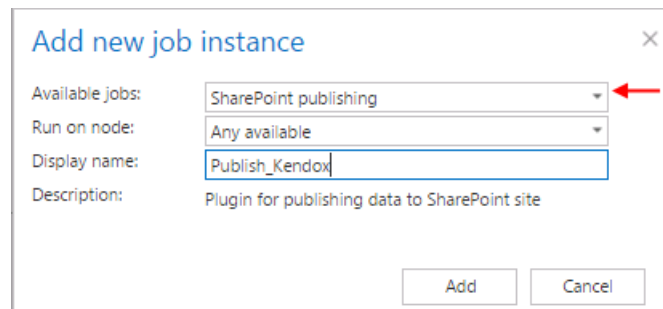 Add new job instance
Available jobs: SharePoint publishing
Run on node: Any available
Display name: Publish_Kendox
Description: Plugin for publishing data to SharePoint site
Add Cancel